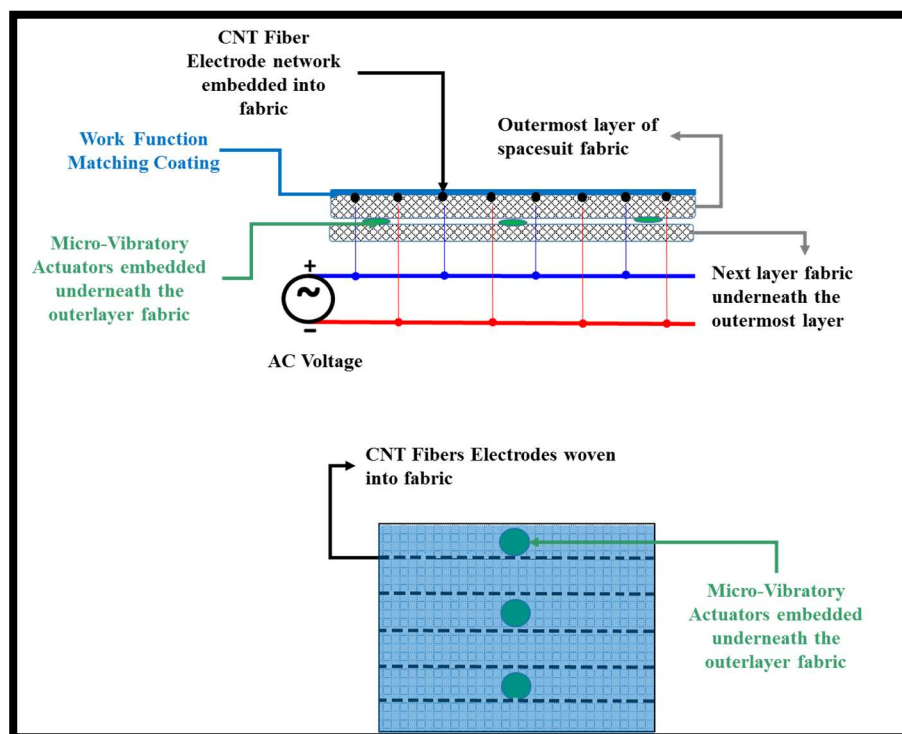 CNT Fiber
Electrode network
embedded into
fabric
Work Function
Matching Coating
Outermost layer of
spacesuit fabric
Micro-Vibratory
Actuators embedded
underneath the
outerlayer fabric
Next layer fabric
underneath the
outermost layer
+
~
–
AC Voltage
CNT Fibers Electrodes woven
into fabric
Micro-Vibratory
Actuators embedded
underneath the
outerlayer fabric